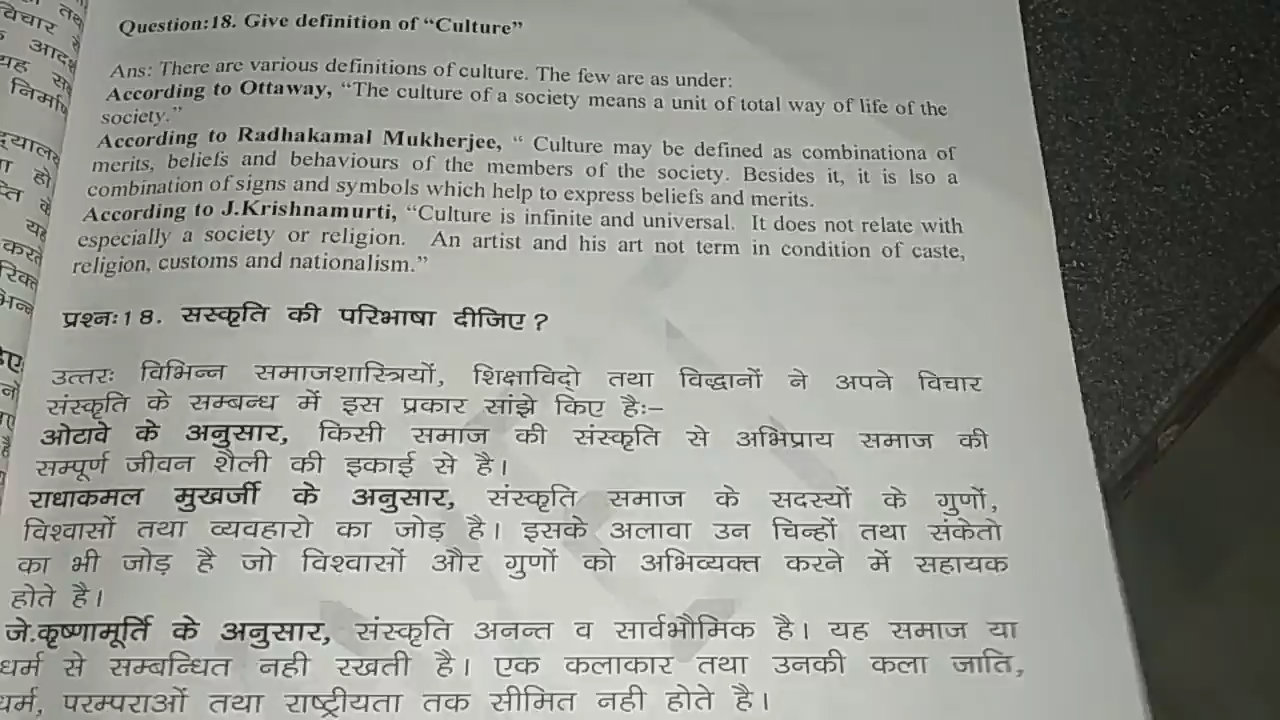 Question:18. Give definition of “Culture”
Ans: There are various definitions of culture. The few are as under:
According to Ottaway, “The culture of a society means a unit of total way of life of the
society.”
According to Radhakamal Mukherjee, “ Culture may be defined as combinationa of
merits, beliefs and behaviours of the members of the society. Besides it, it is lso a
combination of signs and symbols which help to express beliefs and merits.
According to J.Krishnamurti, “Culture is infinite and universal. It does not relate with
especially a society or religion. An artist and his art not term in condition of caste,
religion, customs and nationalism.”
प्रश्नः18. सस्कृति की परिभाषा दीजिए ?
उत्तरः विभिन्न समाजशास्त्रियों, शिक्षाविदो् तथा विद्धानों ने अपने विचार
संस्कृति के सम्बन्ध में इस प्रकार सांझे किए हैः–
ओटावे के अनुसार, किसी समाज की संस्कृति से अभिप्राय समाज की
सम्पूर्ण जीवन शैली की इकाई से है।
राधाकमल मुखर्जी के अनुसार, संस्कृति समाज के सदस्यों के गुणों,
विश्वासों तथा व्यवहारो का जोड़ है। इसके अलावा उन चिन्हों तथा संकेतो
का भी जोड़ है जो विश्वासों और गुणों को अभिव्यक्त करने में सहायक
होते है।
जे.कृष्णामूर्ति के अनुसार, संस्कृति अनन्त व सार्वभौमिक है। यह समाज या
धर्म से सम्बन्धित नही रखती है। एक कलाकार तथा उनकी कला जाति,
धर्म, परम्पराओं तथा राष्ट्रीयता तक सीमित नही होते है।